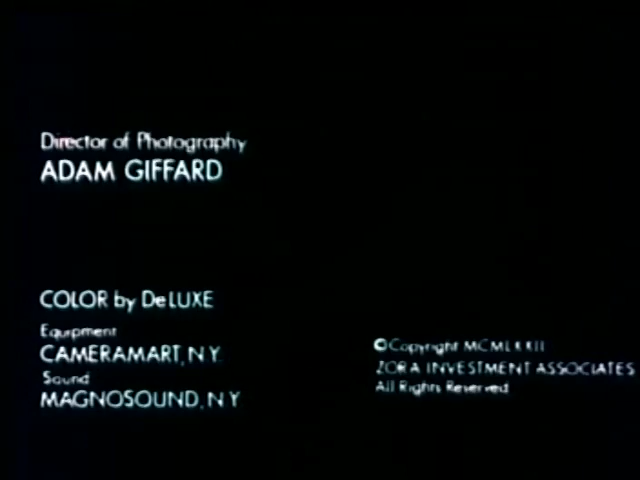 Director of Photography
ADAM GIFFARD
COLOR by DeLUXE
Equipment
CAMERAMART, N.Y.
Sound
MAGNOSOUND, N.Y.
©Copyright MCMLXXII
ZORA INVESTMENT ASSOCIATES
All Rights Reserved